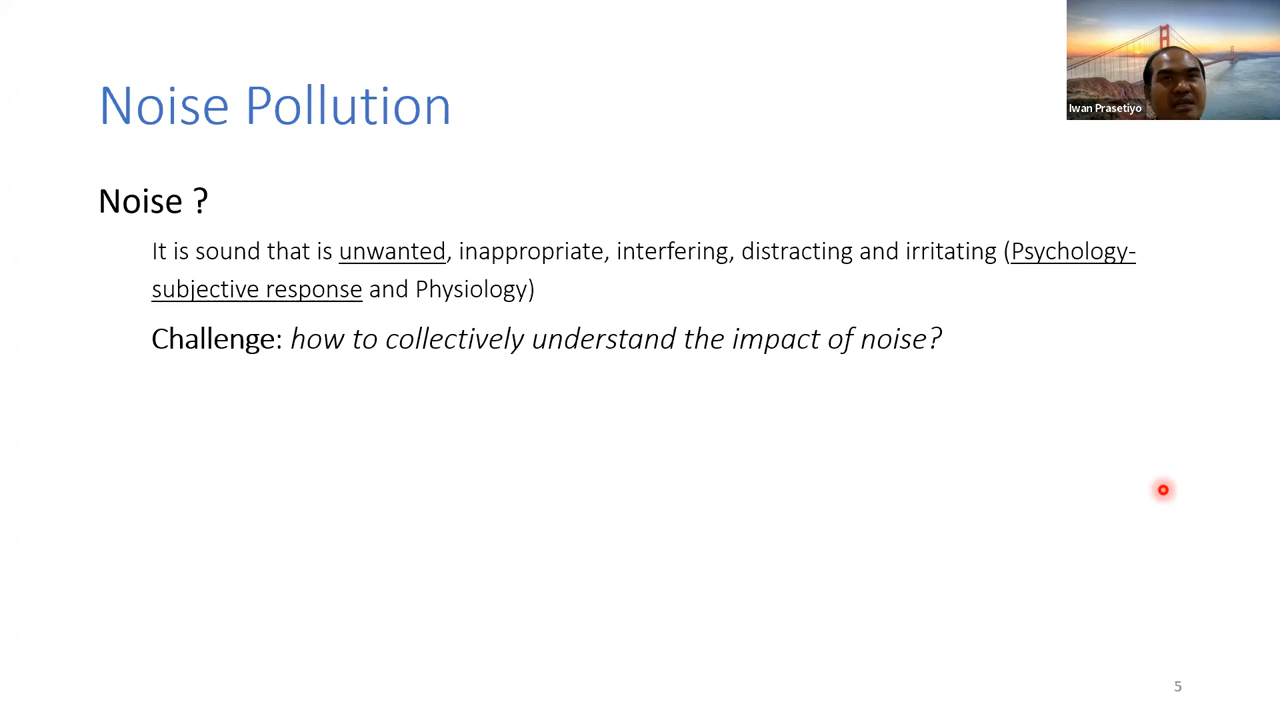 Iwan Prasetiyo
Noise Pollution
Noise ?
It is sound that is unwanted, inappropriate, interfering, distracting and irritating (Psychology-
subjective response and Physiology)
Challenge: how to collectively understand the impact of noise?
5